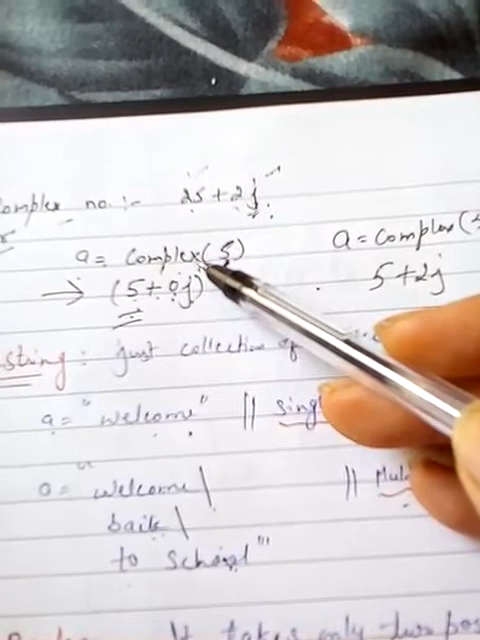 complex no. :- 25+2j.
a = complex(5)
a = complex(5
→ (5+0j)
5+2j
string : just collection of
a = "welcome" ||
a = "welcome\ ||
back\
to school"'
It takes only two pos